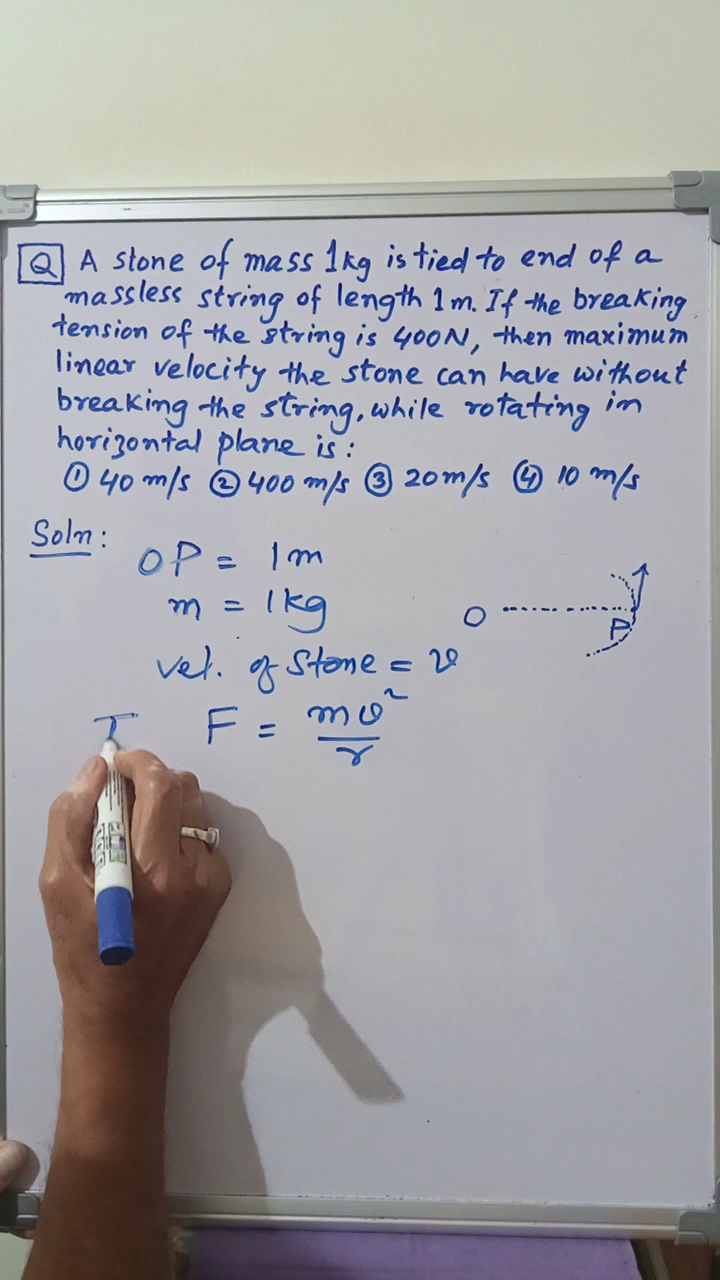 Q A stone of mass 1kg is tied to end of a
massless string of length 1m. If the breaking
tension of the string is 400N, then maximum
linear velocity the stone can have without
breaking the string, while rotating in
horizontal plane is:
① 40 m/s ② 400 m/s ③ 20m/s ④ 10 m/s
Soln:
OP = 1m
m = 1kg
O P
vel. of Stone = v
T F = mv²/r